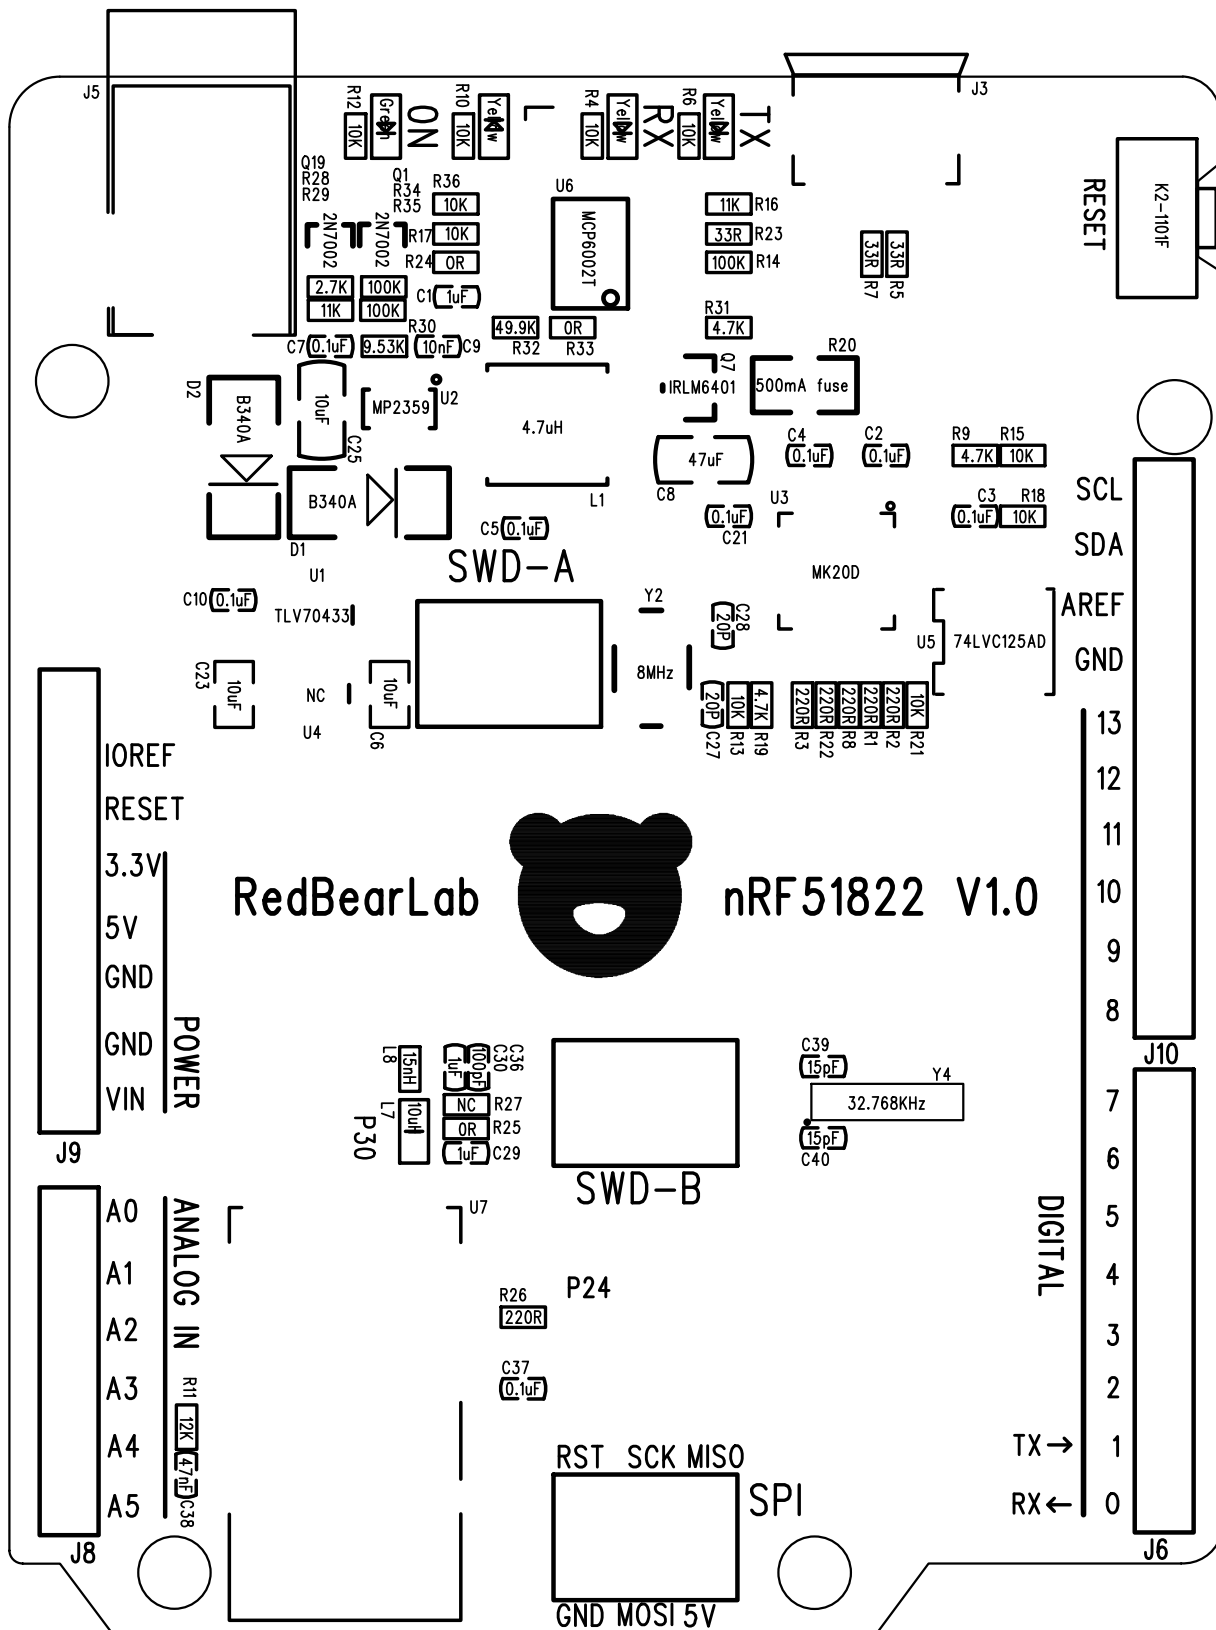 J5
R12
10K
Green
ON
R10
10K
Yellow
R4
10K
Yellow
RX
R6
10K
Yellow
TX
J3
RESET
K2-1101F
Q19
R28
R29
Q1
R34
R35
2N7002
2N7002
R36
10K
R17
10K
R24
0R
C1
1uF
U6
MCP6002T
11K
R16
33R
R23
100K
R14
33R
33R
R7
R5
2.7K
100K
11K
100K
R30
C7
0.1uF
9.53K
10nF
C9
49.9K
R32
0R
R33
R31
4.7K
D2
B340A
10uF
C25
MP2359
U2
4.7uH
L1
IRLM6401
Q7
R20
500mA fuse
47uF
C8
C4
0.1uF
C2
0.1uF
R9
4.7K
R15
10K
B340A
D1
C5
0.1uF
0.1uF
C21
U3
MK20D
C3
0.1uF
R18
10K
SCL
SDA
AREF
GND
SWD-A
U1
TLV70433
C10
0.1uF
C23
10uF
NC
U4
10uF
C6
Y2
8MHz
C28
20P
U5
74LVC125AD
20P
C27
10K
R13
4.7K
R19
220R
R3
220R
R22
220R
R8
220R
R1
220R
R2
10K
R21
13
12
11
10
9
8
J10
IOREF
RESET
3.3V
5V
GND
GND
VIN
POWER
J9
RedBearLab
nRF51822 V1.0
L8
15nH
1uF
100pF
C30
C36
L7
10uH
P30
NC
R27
0R
R25
1uF
C29
SWD-B
C39
15pF
Y4
32.768KHz
15pF
C40
7
6
5
4
3
2
TX→ 1
RX← 0
DIGITAL
J6
A0
A1
A2
A3
A4
A5
ANALOG IN
R11
12K
47nF
C38
J8
U7
P24
R26
220R
C37
0.1uF
RST SCK MISO
SPI
GND MOSI 5V